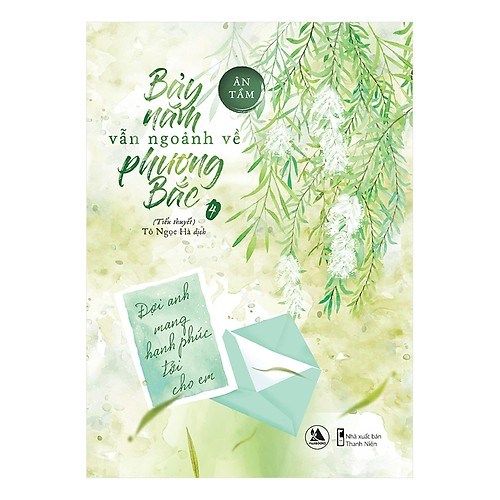 ÂN
TẦM
Bảy
năm
vẫn ngoảnh về
phương
Bắc
4
(Tiểu thuyết)
Tô Ngọc Hà dịch
Đợi anh
mang
hạnh phúc
tới
cho em
Nhà xuất bản
Thanh Niên